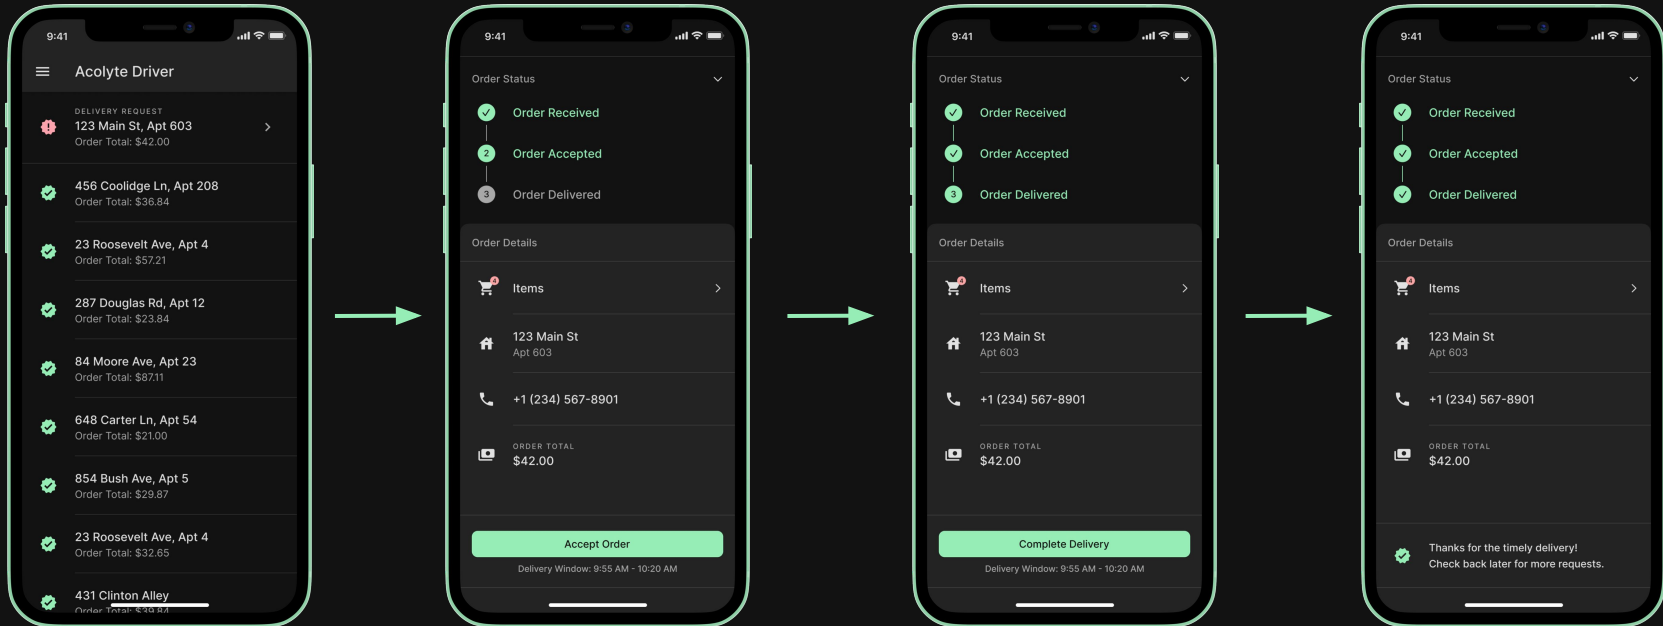 9:41
Acolyte Driver
DELIVERY REQUEST
123 Main St, Apt 603
Order Total: $42.00
456 Coolidge Ln, Apt 208
Order Total: $36.84
23 Roosevelt Ave, Apt 4
Order Total: $57.21
287 Douglas Rd, Apt 12
Order Total: $23.84
84 Moore Ave, Apt 23
Order Total: $87.11
648 Carter Ln, Apt 54
Order Total: $21.00
854 Bush Ave, Apt 5
Order Total: $29.87
23 Roosevelt Ave, Apt 4
Order Total: $32.65
431 Clinton Alley
Order Total: $39.84
9:41
Order Status
Order Received
2 Order Accepted
3 Order Delivered
Order Details
4
Items
123 Main St
Apt 603
+1 (234) 567-8901
ORDER TOTAL
$42.00
Accept Order
Delivery Window: 9:55 AM - 10:20 AM
9:41
Order Status
Order Received
Order Accepted
3 Order Delivered
Order Details
4
Items
123 Main St
Apt 603
+1 (234) 567-8901
ORDER TOTAL
$42.00
Complete Delivery
Delivery Window: 9:55 AM - 10:20 AM
9:41
Order Status
Order Received
Order Accepted
Order Delivered
Order Details
4
Items
123 Main St
Apt 603
+1 (234) 567-8901
ORDER TOTAL
$42.00
Thanks for the timely delivery!
Check back later for more requests.